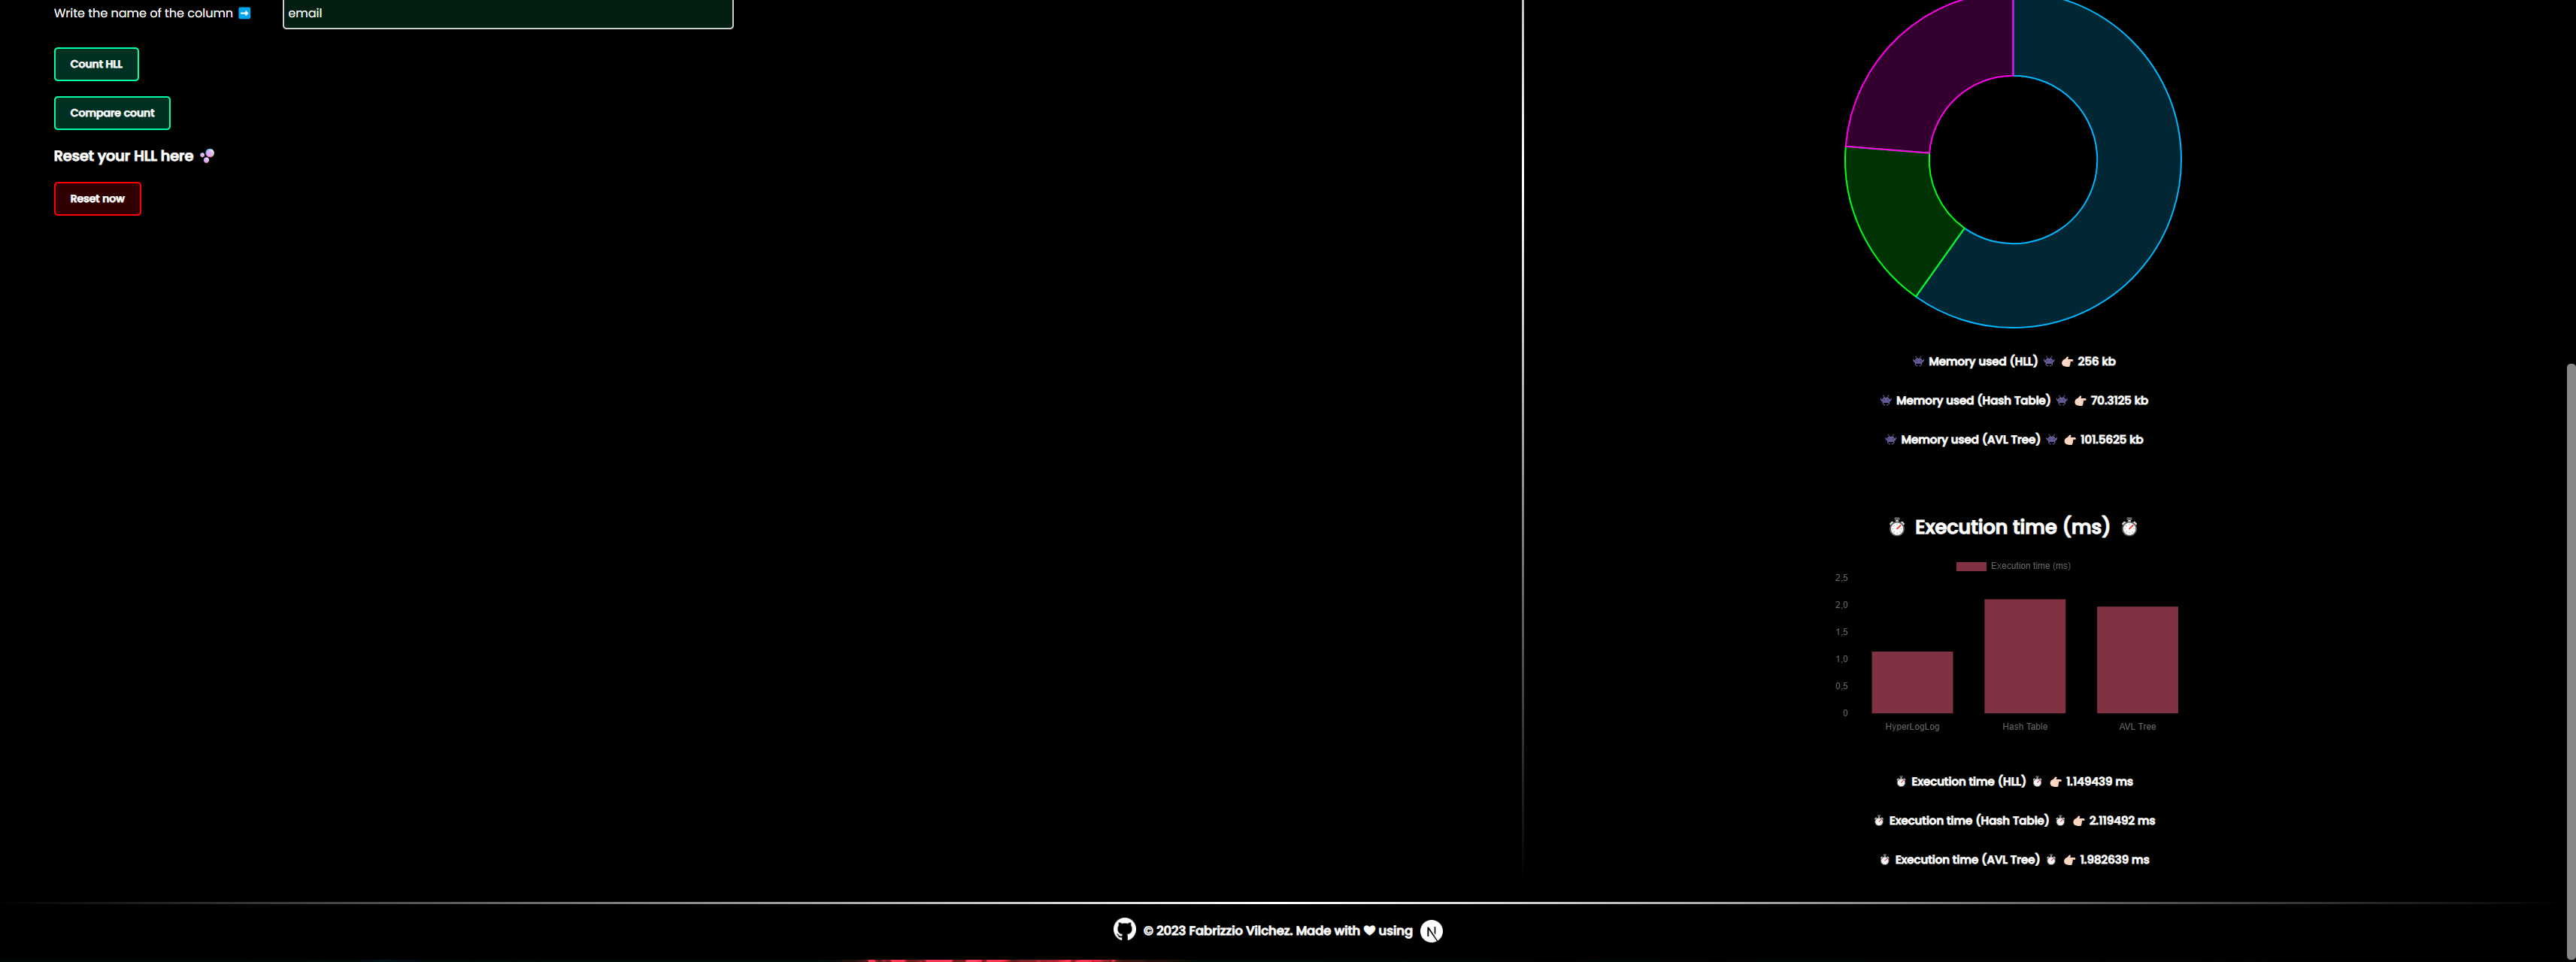 Write the name of the column ➡️
email
Count HLL
Compare count
Reset your HLL here
Reset now
Memory used (HLL) 👉🏻 256 kb
Memory used (Hash Table) 👉🏻 70.3125 kb
Memory used (AVL Tree) 👉🏻 101.5625 kb
Execution time (ms)
Execution time (ms)
2,5
2,0
1,5
1,0
0,5
0
HyperLogLog Hash Table AVL Tree
Execution time (HLL) 👉🏻 1.149439 ms
Execution time (Hash Table) 👉🏻 2.119492 ms
Execution time (AVL Tree) 👉🏻 1.982639 ms
© 2023 Fabrizzio Vilchez. Made with ♥ using N